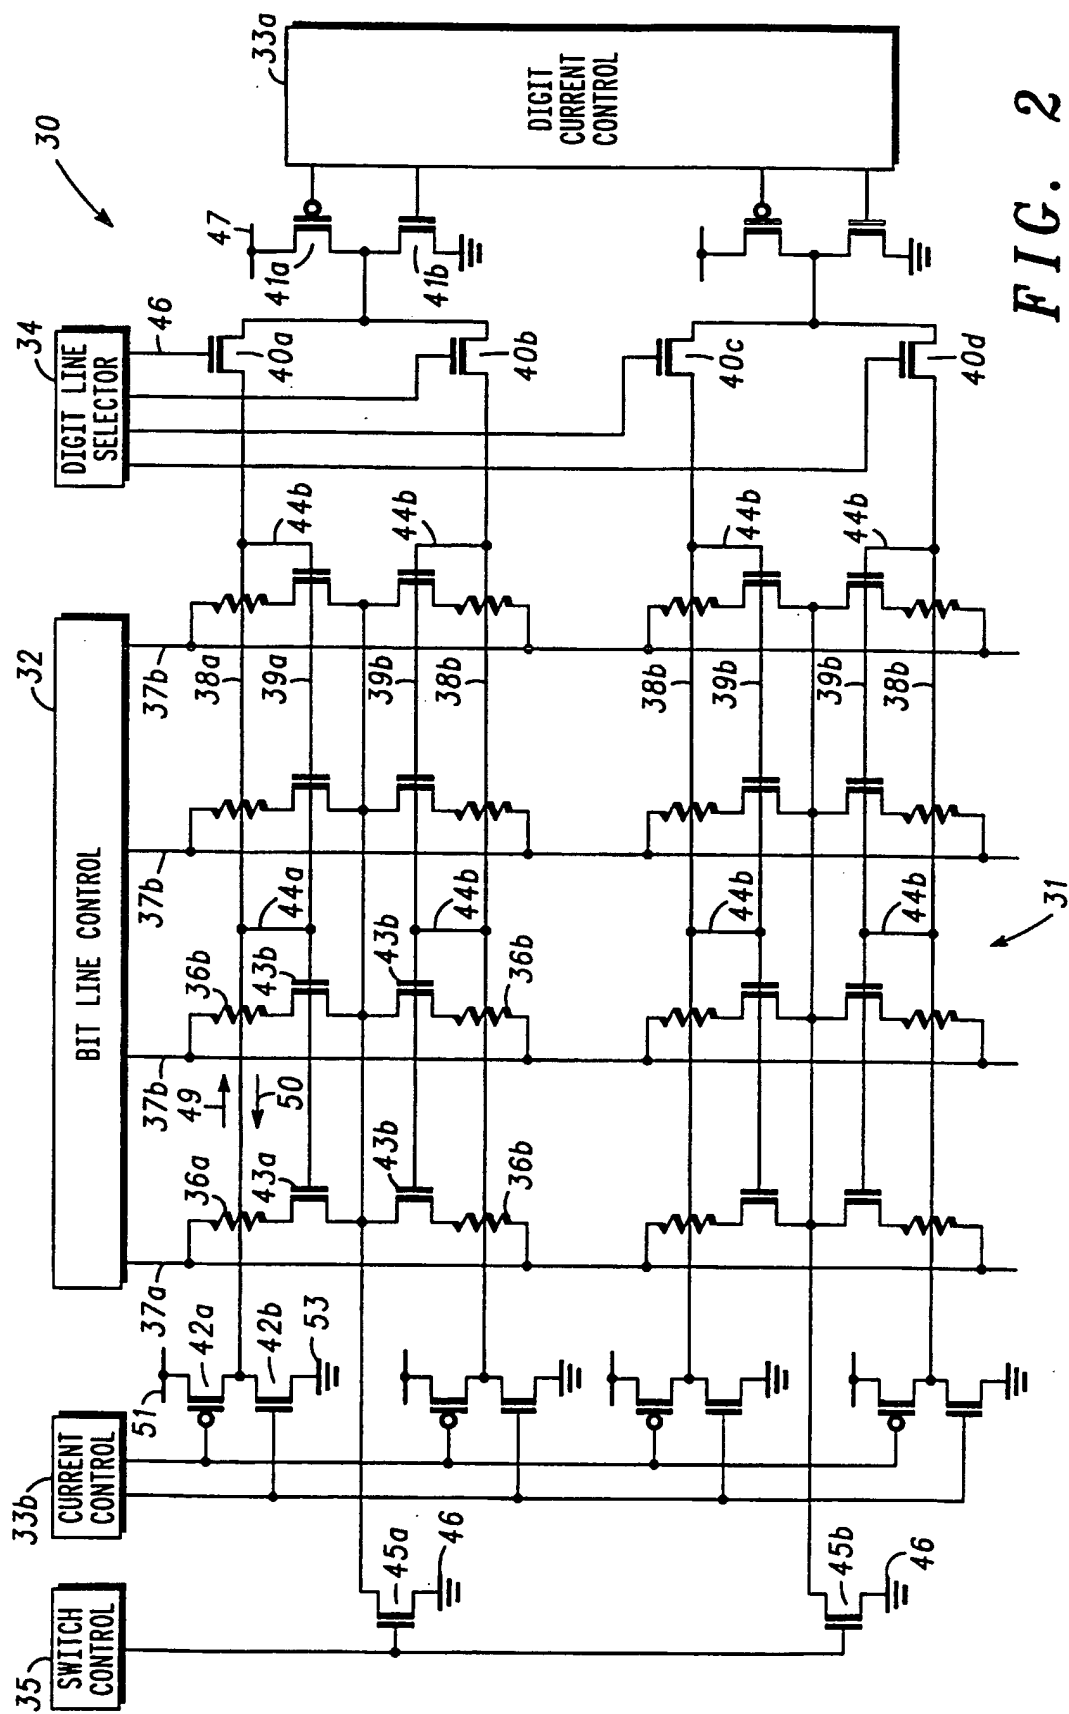 35
33b
32
34
30
SWITCH
CONTROL
CURRENT
CONTROL
BIT LINE CONTROL
DIGIT LINE
SELECTOR
51
37a
37b
37b
37b
46
42a
36a
49
36b
38a
47
33a
42b
43a
50
43b
44a
39a
44b
40a
41a
53
45a
43b
43b
39b
44b
46
44b
38b
41b
36b
36b
40b
DIGIT
CURRENT
CONTROL
38b
44b
39b
44b
40c
45b
39b
44b
46
44b
38b
40d
31
FIG. 2